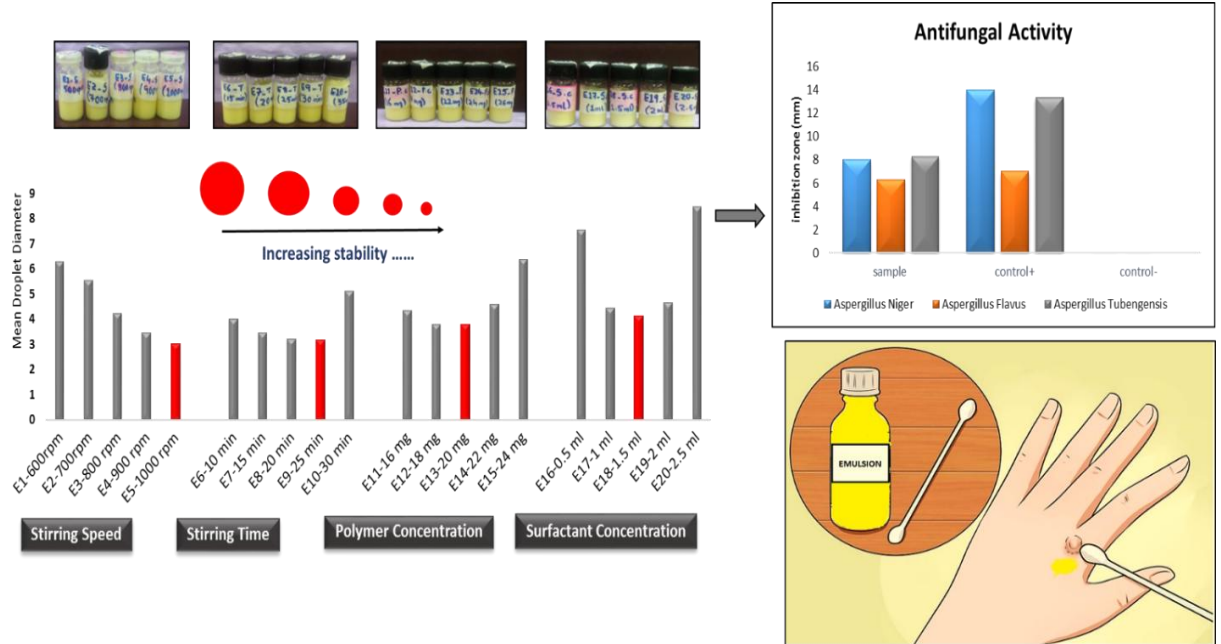 Antifungal Activity
16
14
12
10
8
6
4
2
0
inhibition zone (mm)
sample
control+
control-
Aspergillus Niger
Aspergillus Flavus
Aspergillus Tubengensis
Increasing stability ......
Mean Droplet Diameter
9
8
7
6
5
4
3
2
1
0
E1-600rpm
E2-700rpm
E3-800 rpm
E4-900 rpm
E5-1000 rpm
E6-10 min
E7-15 min
E8-20 min
E9-25 min
E10-30 min
E11-16 mg
E12-18 mg
E13-20 mg
E14-22 mg
E15-24 mg
E16-0.5 ml
E17-1 ml
E18-1.5 ml
E19-2 ml
E20-2.5 ml
Stirring Speed
Stirring Time
Polymer Concentration
Surfactant Concentration
EMULSION